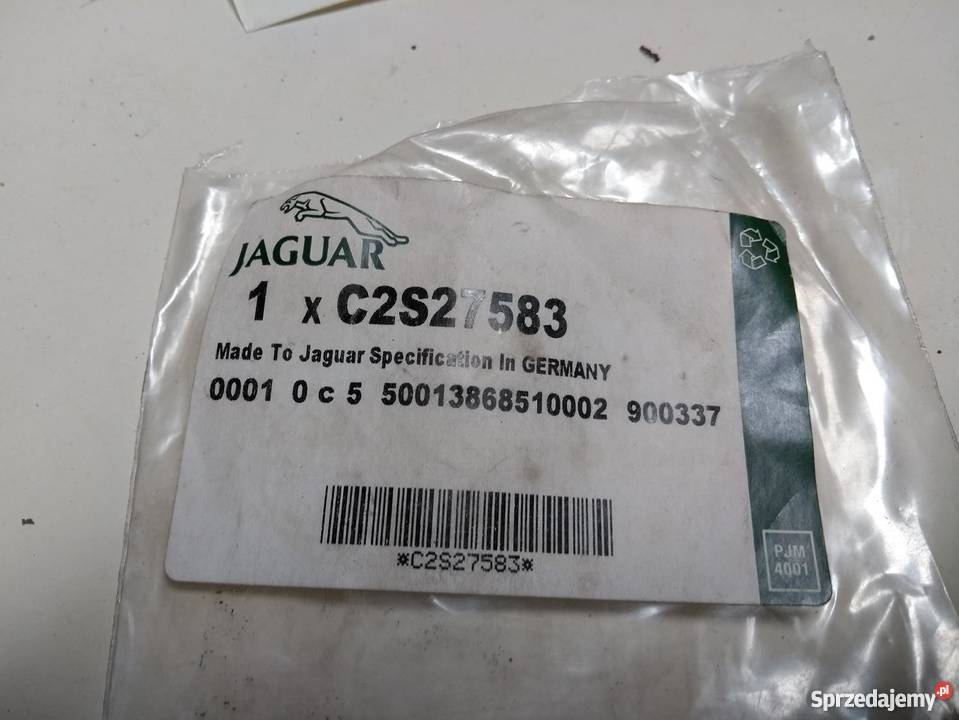 JAGUAR
1 x C2S27583
Made To Jaguar Specification In GERMANY
0001 0 c 5 50013868510002 900337
*C2S27583*
PJM
4001
Sprzedajemy.pl